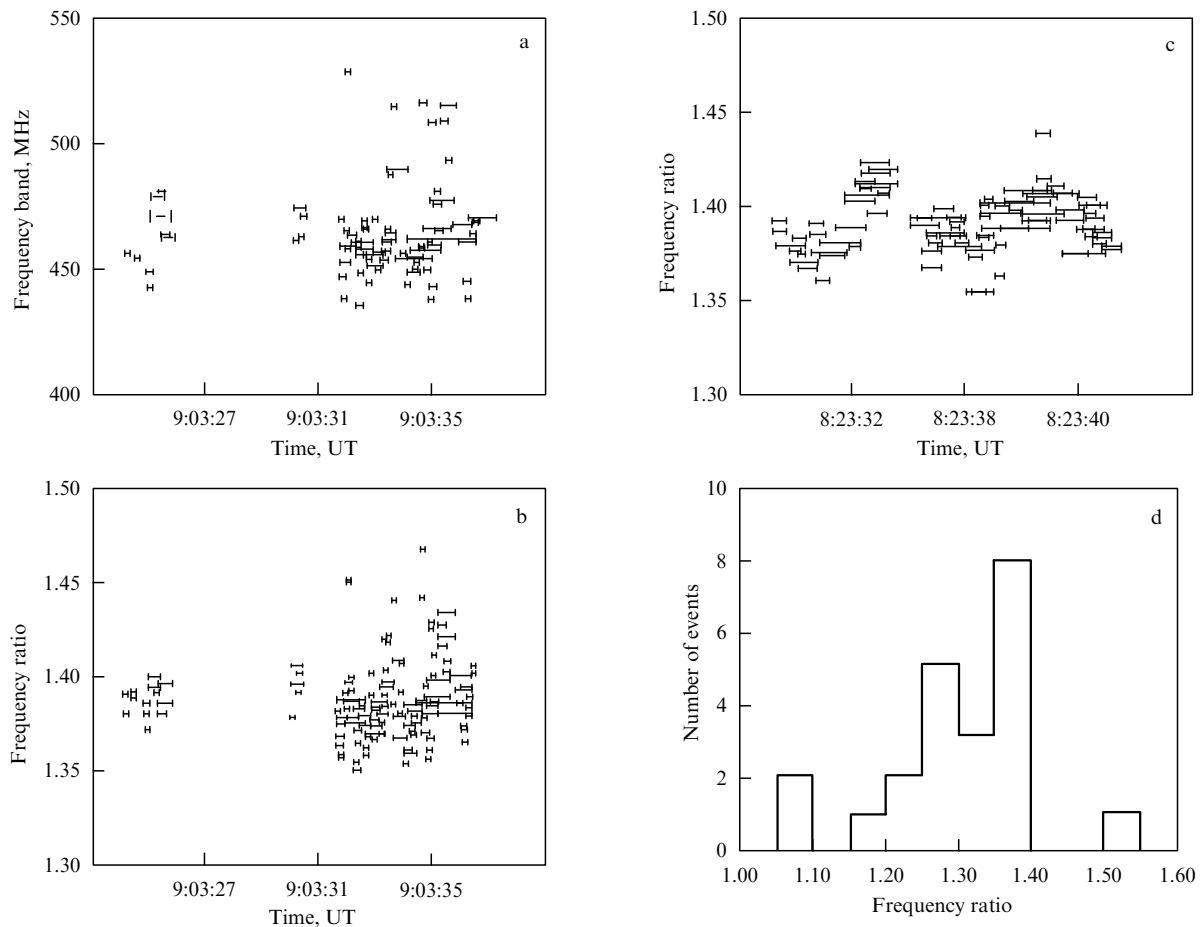 550
500
450
400
Frequency band, MHz
a
9:03:27 9:03:31 9:03:35
Time, UT
1.50
1.45
1.40
1.35
1.30
Frequency ratio
c
8:23:32 8:23:38 8:23:40
Time, UT
1.50
1.45
1.40
1.35
1.30
Frequency ratio
b
9:03:27 9:03:31 9:03:35
Time, UT
10
8
6
4
2
0
Number of events
d
1.00 1.10 1.20 1.30 1.40 1.50 1.60
Frequency ratio